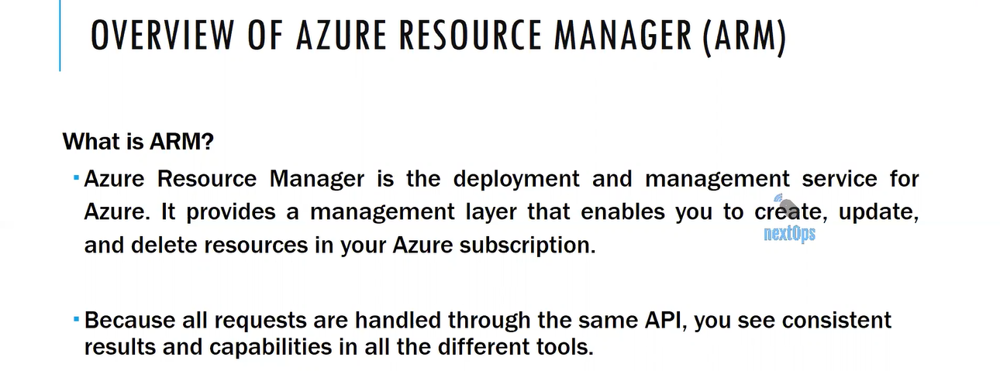 OVERVIEW OF AZURE RESOURCE MANAGER (ARM)
What is ARM?
Azure Resource Manager is the deployment and management service for
Azure. It provides a management layer that enables you to create, update,
and delete resources in your Azure subscription.
nextOps
Because all requests are handled through the same API, you see consistent
results and capabilities in all the different tools.